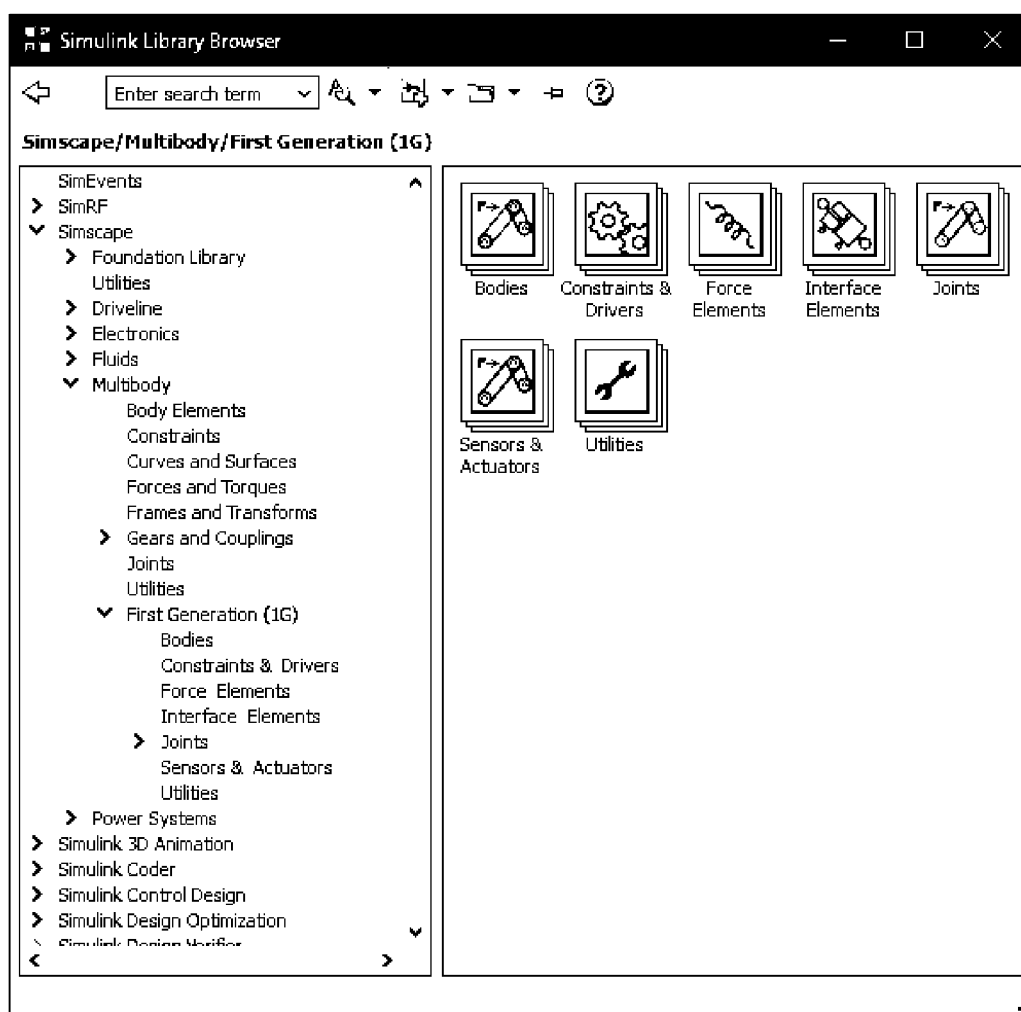 Simulink Library Browser
Enter search term
Simscape/Multibody/First Generation (1G)
SimEvents
SimRF
Simscape
Foundation Library
Utilities
Driveline
Electronics
Fluids
Multibody
Body Elements
Constraints
Curves and Surfaces
Forces and Torques
Frames and Transforms
Gears and Couplings
Joints
Utilities
First Generation (1G)
Bodies
Constraints & Drivers
Force Elements
Interface Elements
Joints
Sensors & Actuators
Utilities
Power Systems
Simulink 3D Animation
Simulink Coder
Simulink Control Design
Simulink Design Optimization
Simulink Design Verifier
Bodies
Constraints &
Drivers
Force
Elements
Interface
Elements
Joints
Sensors &
Actuators
Utilities